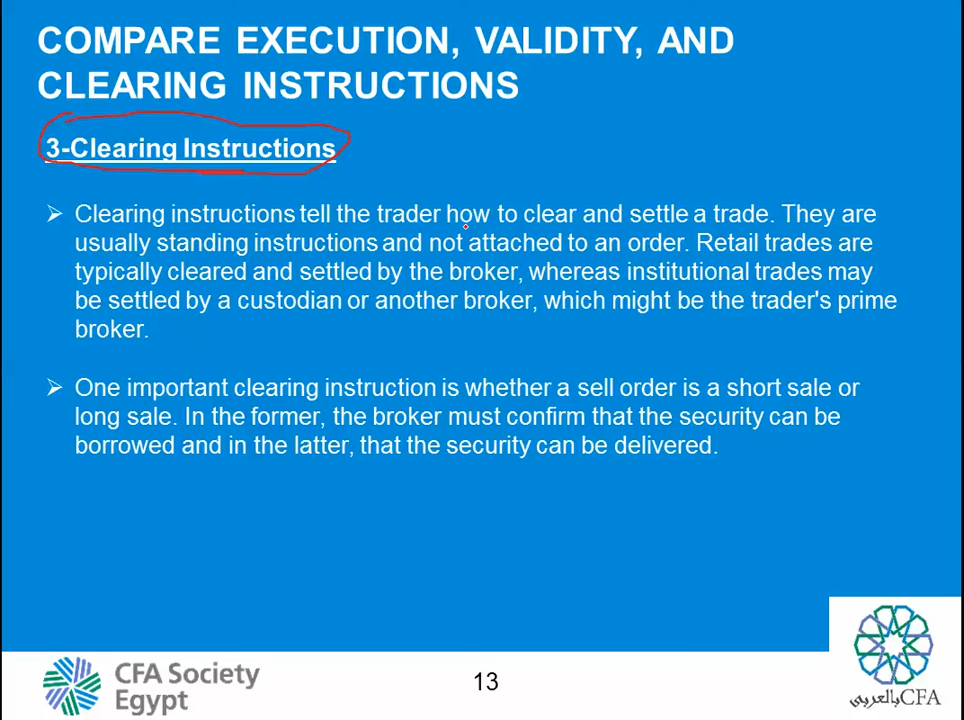 COMPARE EXECUTION, VALIDITY, AND
CLEARING INSTRUCTIONS
3-Clearing Instructions
➢ Clearing instructions tell the trader how to clear and settle a trade. They are
usually standing instructions and not attached to an order. Retail trades are
typically cleared and settled by the broker, whereas institutional trades may
be settled by a custodian or another broker, which might be the trader's prime
broker.
➢ One important clearing instruction is whether a sell order is a short sale or
long sale. In the former, the broker must confirm that the security can be
borrowed and in the latter, that the security can be delivered.
CFA Society
Egypt
13
CFAبالعربي